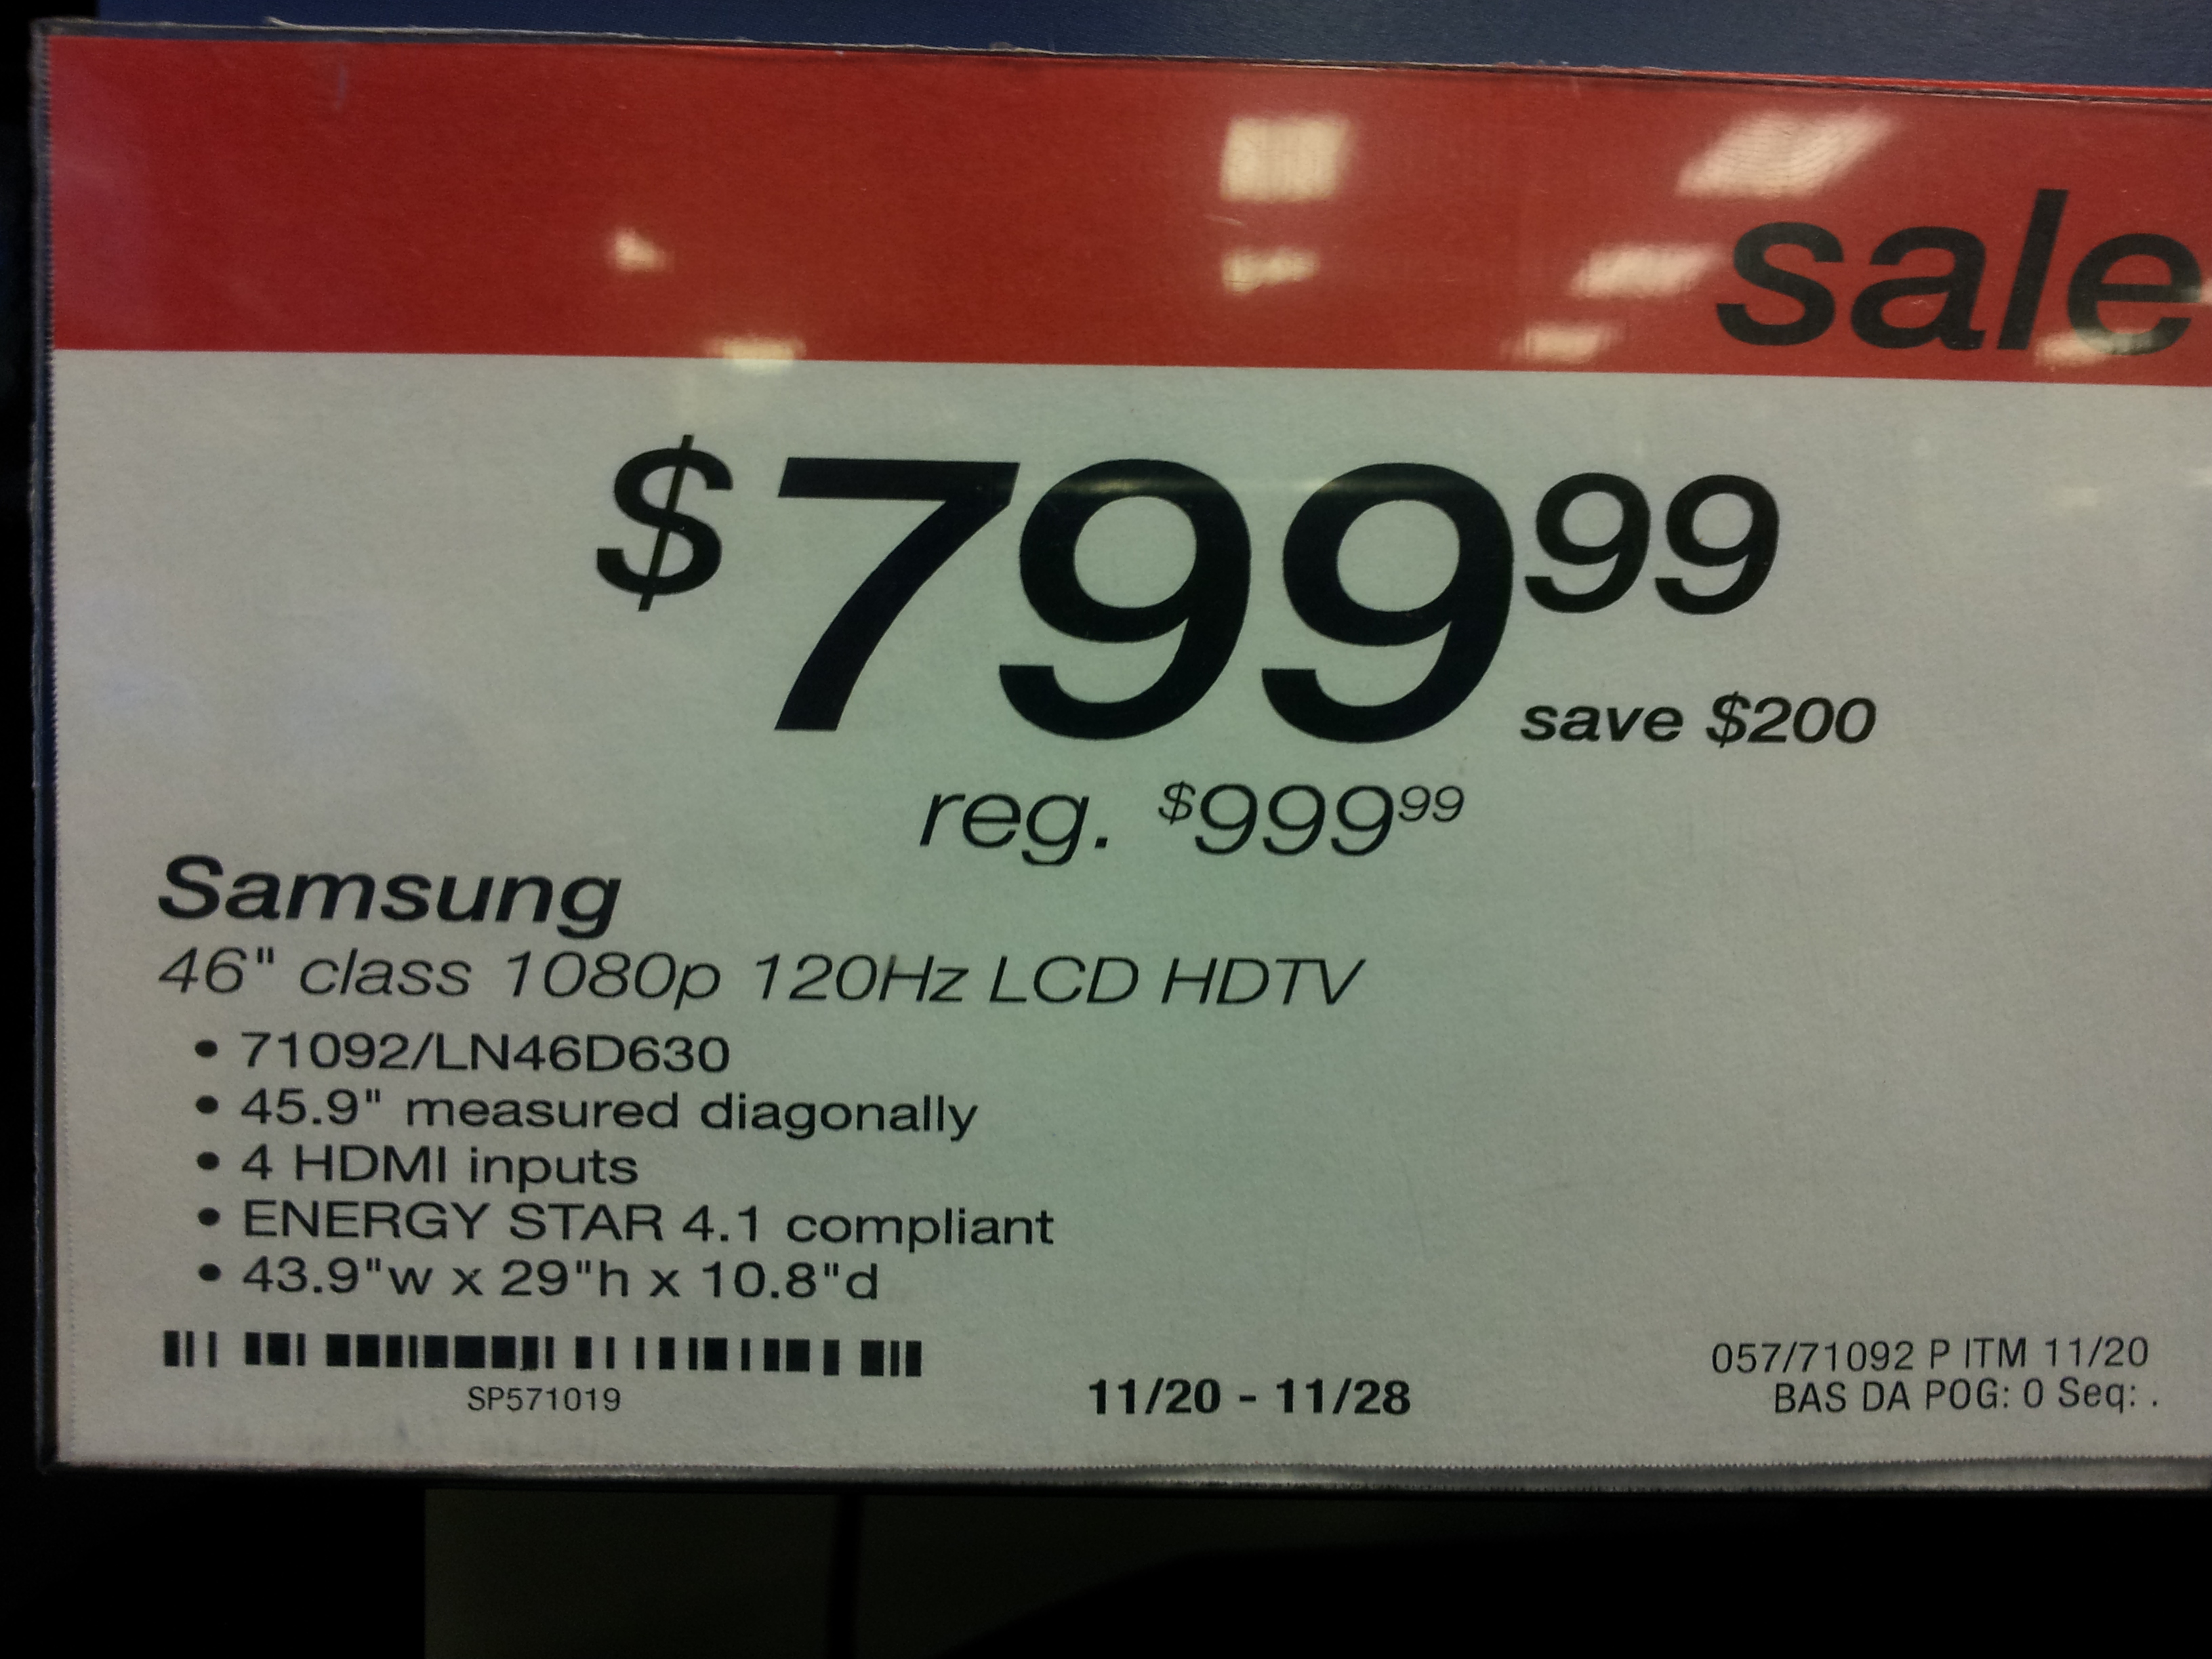 sale
$799 99
save $200
reg. $999 99
Samsung
46" class 1080p 120Hz LCD HDTV
• 71092/LN46D630
• 45.9" measured diagonally
• 4 HDMI inputs
• ENERGY STAR 4.1 compliant
• 43.9"w x 29"h x 10.8"d
SP571019
11/20 - 11/28
057/71092 P ITM 11/20
BAS DA POG: 0 Seq: .